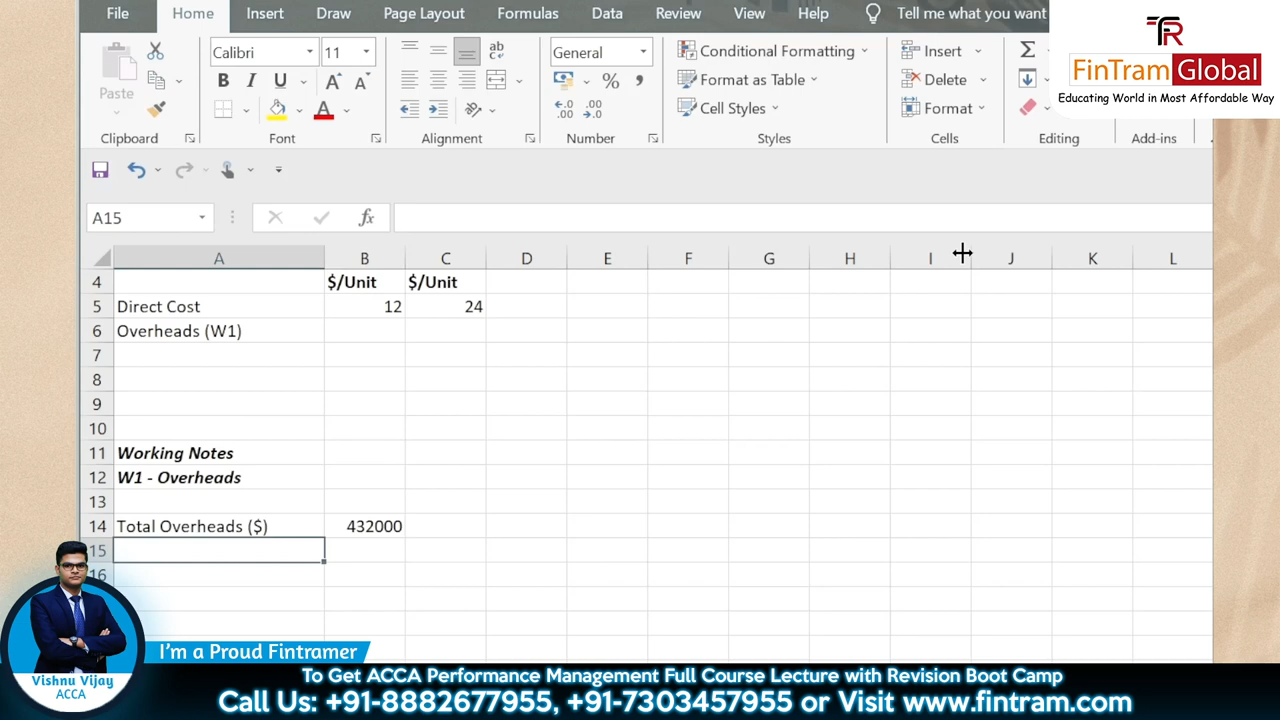 File Home Insert Draw Page Layout Formulas Data Review View Help Tell me what you want
TR
FinTram Global
Educating World in Most Affordable Way
Calibri 11 General Conditional Formatting Insert
Paste B I U A A % , Format as Table Delete
A Cell Styles Format
Clipboard Font Alignment Number Styles Cells Editing Add-ins
A15 fx
A B C D E F G H I J K L
4 $/Unit $/Unit
5 Direct Cost 12 24
6 Overheads (W1)
7
8
9
10
11 Working Notes
12 W1 - Overheads
13
14 Total Overheads ($) 432000
15
16
I'm a Proud Fintramer
Vishnu Vijay
ACCA
To Get ACCA Performance Management Full Course Lecture with Revision Boot Camp
Call Us: +91-8882677955, +91-7303457955 or Visit www.fintram.com